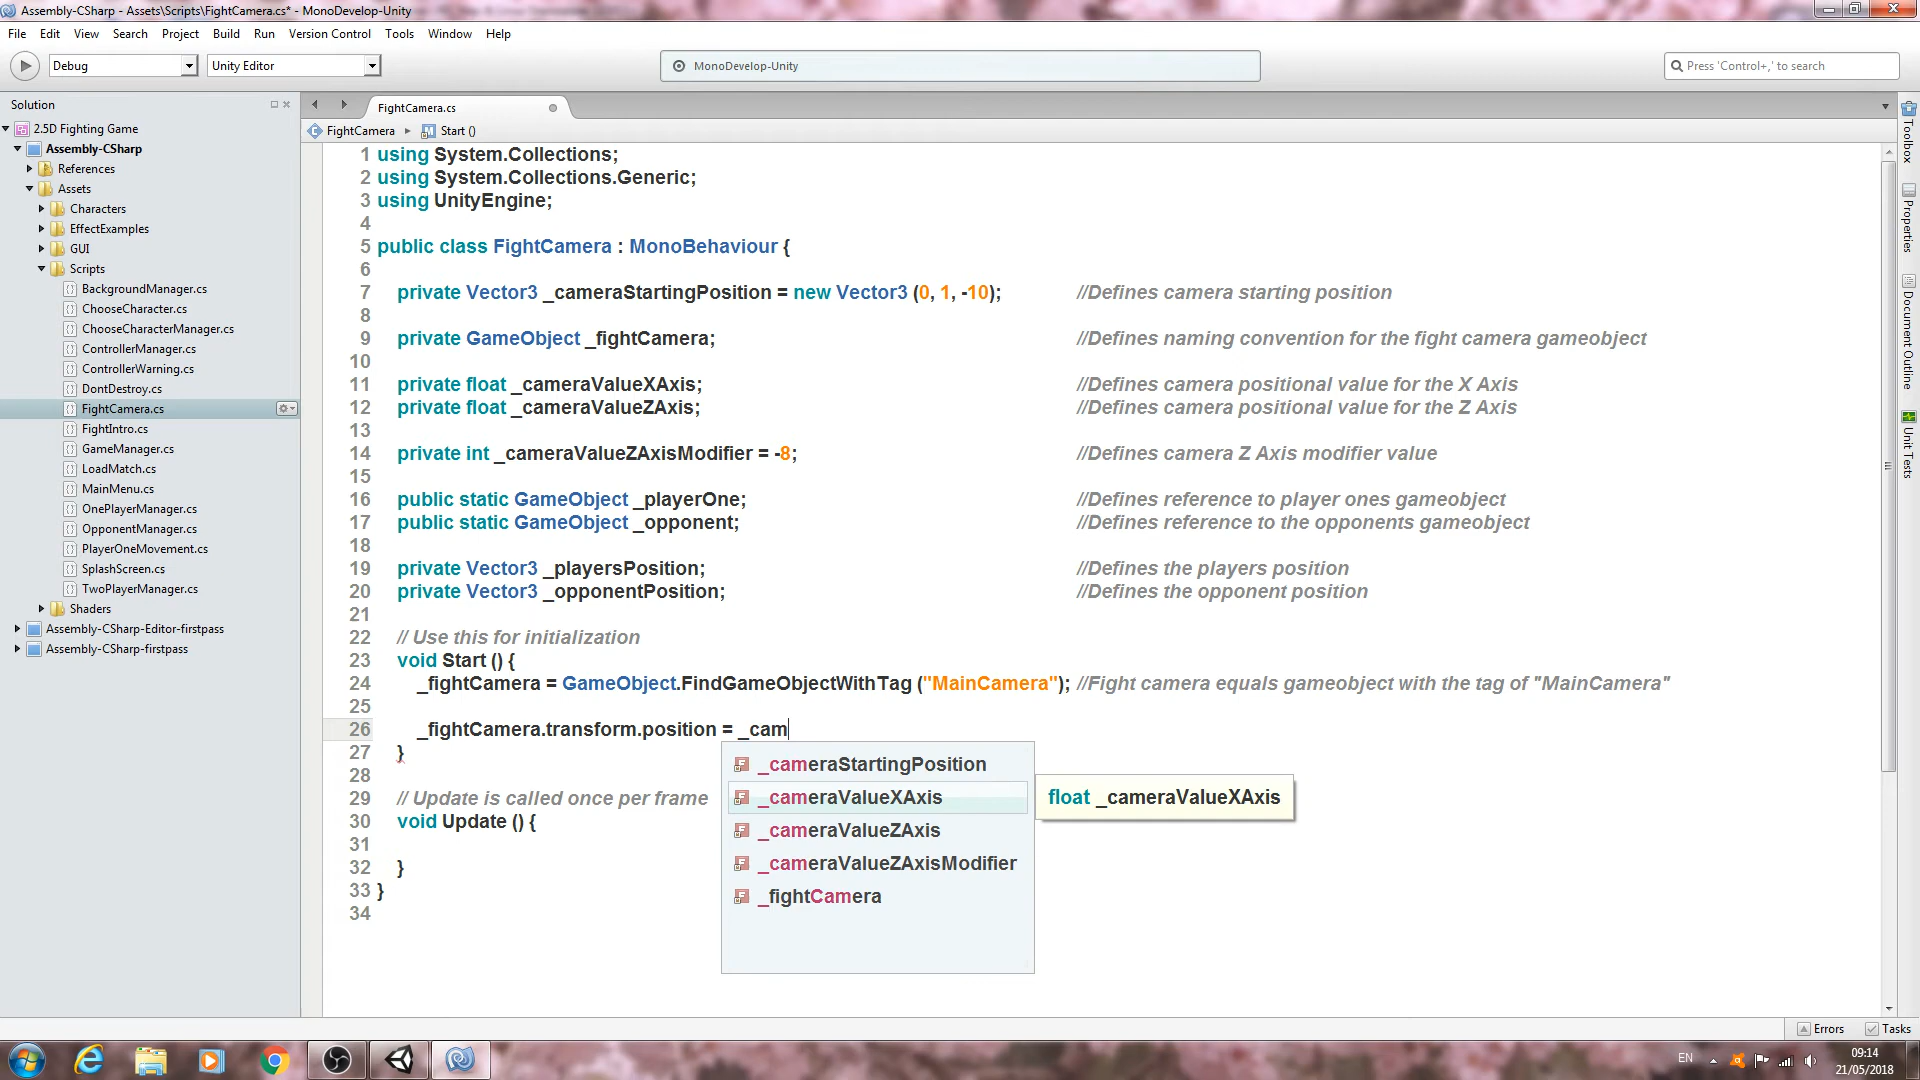 Assembly-CSharp - Assets\Scripts\FightCamera.cs* - MonoDevelop-Unity
File Edit View Search Project Build Run Version Control Tools Window Help
Debug Unity Editor MonoDevelop-Unity Press 'Control+,' to search
Solution
2.5D Fighting Game
Assembly-CSharp
References
Assets
Characters
EffectExamples
GUI
Scripts
BackgroundManager.cs
ChooseCharacter.cs
ChooseCharacterManager.cs
ControllerManager.cs
ControllerWarning.cs
DontDestroy.cs
FightCamera.cs
FightIntro.cs
GameManager.cs
LoadMatch.cs
MainMenu.cs
OnePlayerManager.cs
OpponentManager.cs
PlayerOneMovement.cs
SplashScreen.cs
TwoPlayerManager.cs
Shaders
Assembly-CSharp-Editor-firstpass
Assembly-CSharp-firstpass
FightCamera.cs
FightCamera Start ()
1 using System.Collections;
2 using System.Collections.Generic;
3 using UnityEngine;
4
5 public class FightCamera : MonoBehaviour {
6
7 private Vector3 _cameraStartingPosition = new Vector3 (0, 1, -10); //Defines camera starting position
8
9 private GameObject _fightCamera; //Defines naming convention for the fight camera gameobject
10
11 private float _cameraValueXAxis; //Defines camera positional value for the X Axis
12 private float _cameraValueZAxis; //Defines camera positional value for the Z Axis
13
14 private int _cameraValueZAxisModifier = -8; //Defines camera Z Axis modifier value
15
16 public static GameObject _playerOne; //Defines reference to player ones gameobject
17 public static GameObject _opponent; //Defines reference to the opponents gameobject
18
19 private Vector3 _playersPosition; //Defines the players position
20 private Vector3 _opponentPosition; //Defines the opponent position
21
22 // Use this for initialization
23 void Start () {
24 _fightCamera = GameObject.FindGameObjectWithTag ("MainCamera"); //Fight camera equals gameobject with the tag of "MainCamera"
25
26 _fightCamera.transform.position = _cam
27 }
28
29 // Update is called once per frame
30 void Update () {
31
32 }
33 }
34
_cameraStartingPosition
_cameraValueXAxis
_cameraValueZAxis
_cameraValueZAxisModifier
_fightCamera
float _cameraValueXAxis
Toolbox
Properties
Document Outline
Unit Tests
Errors Tasks
EN
09:14
21/05/2018